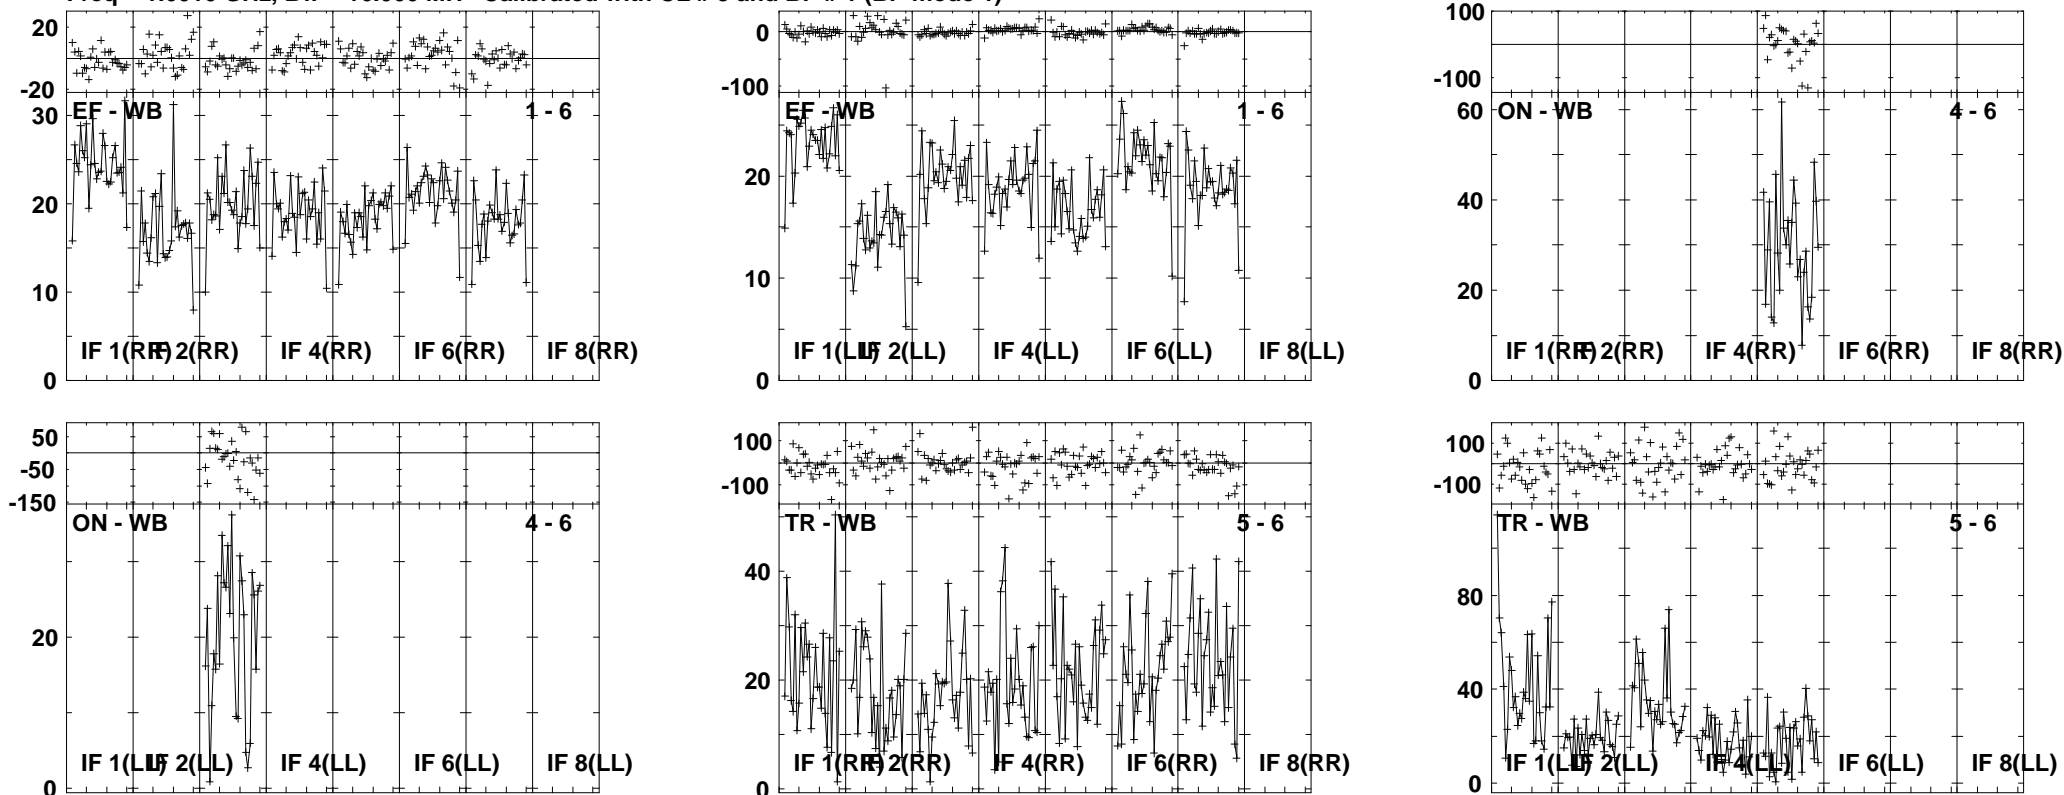 20
0
100
-20
-100
-100
30
EF - WB
1 - 6
EF - WB
1 - 6
60
ON - WB
4 - 6
20
20
40
10
10
20
IF 1(RR)
IF 2(RR)
IF 4(RR)
IF 6(RR)
IF 8(RR)
IF 1(LL)
IF 2(LL)
IF 4(LL)
IF 6(LL)
IF 8(LL)
IF 1(RR)
IF 2(RR)
IF 4(RR)
IF 6(RR)
IF 8(RR)
0
0
0
50
-50
-150
100
-100
100
-100
ON - WB
4 - 6
TR - WB
5 - 6
TR - WB
5 - 6
20
40
20
80
40
IF 1(LL)
IF 2(LL)
IF 4(LL)
IF 6(LL)
IF 8(LL)
IF 1(RR)
IF 2(RR)
IF 4(RR)
IF 6(RR)
IF 8(RR)
IF 1(LL)
IF 2(LL)
IF 4(LL)
IF 6(LL)
IF 8(LL)
0
0
0